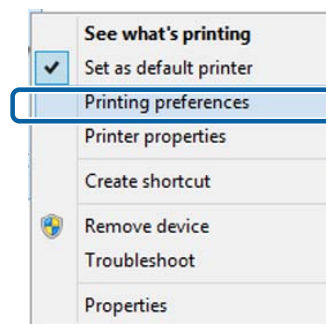 See what's printing
Set as default printer
Printing preferences
Printer properties
Create shortcut
Remove device
Troubleshoot
Properties